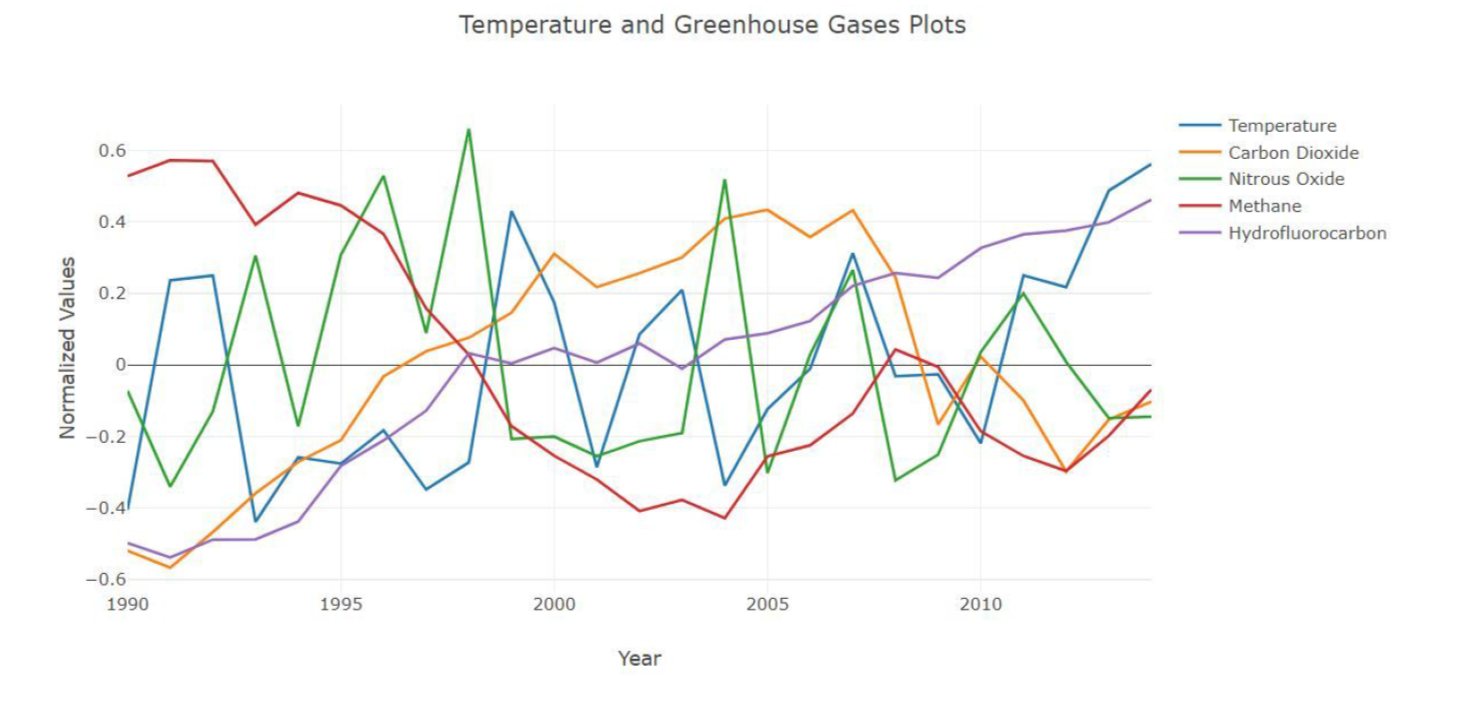 Temperature and Greenhouse Gases Plots
Temperature
Carbon Dioxide
Nitrous Oxide
Methane
Hydrofluorocarbon
Normalized Values
0.6
0.4
0.2
0
−0.2
−0.4
−0.6
1990 1995 2000 2005 2010
Year